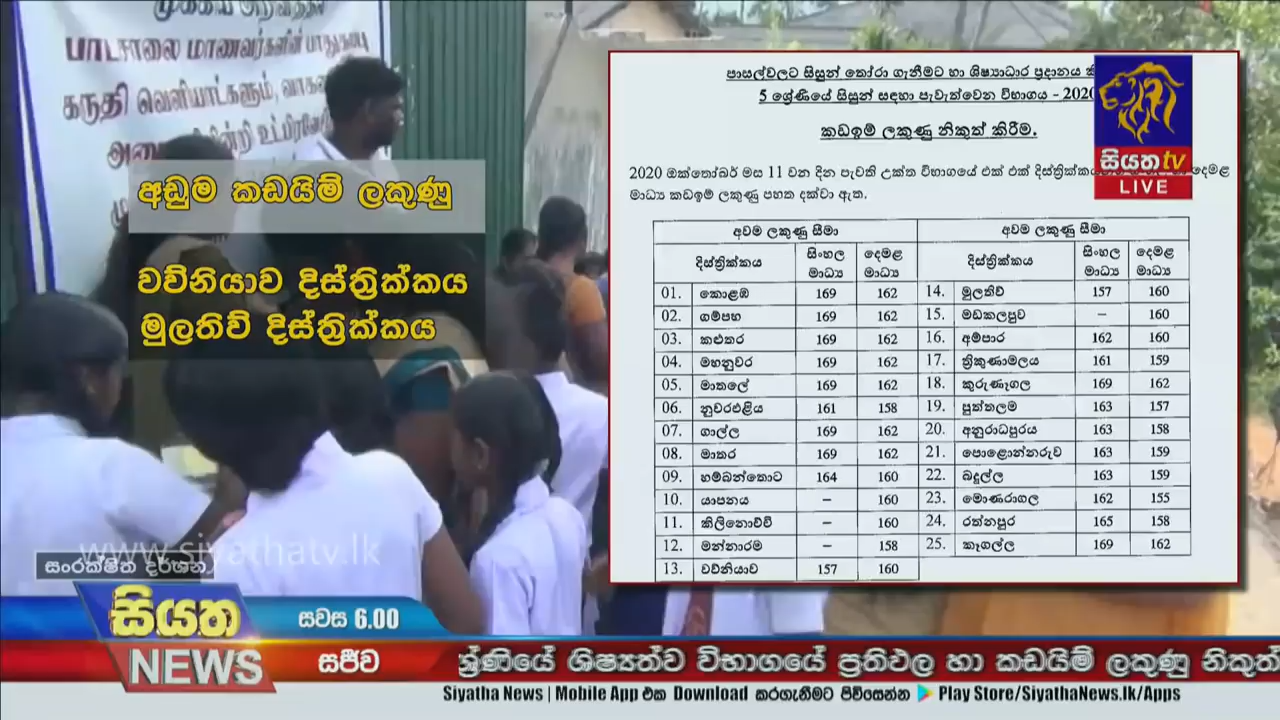 முக்கிய அறிவித்தல்
பாடசாலை மாணவர்களின் பாதுகாப்பு
கருதி வெளியாட்களும்,
අඩුම කඩයිම් ලකුණු
වව්නියාව දිස්ත්‍රික්කය
මුලතිව් දිස්ත්‍රික්කය
පාසල්වලට සිසුන් තෝරා ගැනීමට හා ශිෂ්‍යාධාර ප්‍රදානය
5 ශ්‍රේණියේ සිසුන් සඳහා පැවැත්වෙන විභාගය - 2020
කඩඉම් ලකුණු නිකුත් කිරීම.
2020 ඔක්තෝබර් මස 11 වන දින පැවති උක්ත විභාගයේ එක් එක් දිස්ත්‍රික්ක දෙමළ
මාධ්‍ය කඩඉම් ලකුණු පහත දක්වා ඇත.
අවම ලකුණු සීමා අවම ලකුණු සීමා
දිස්ත්‍රික්කය සිංහල මාධ්‍ය දෙමළ මාධ්‍ය දිස්ත්‍රික්කය සිංහල මාධ්‍ය දෙමළ මාධ්‍ය
01. කොළඹ 169 162 14. මුලතිව් 157 160
02. ගම්පහ 169 162 15. මඩකලපුව – 160
03. කළුතර 169 162 16. අම්පාර 162 160
04. මහනුවර 169 162 17. ත්‍රිකුණාමලය 161 159
05. මාතලේ 169 162 18. කුරුණෑගල 169 162
06. නුවරඑළිය 161 158 19. පුත්තලම 163 157
07. ගාල්ල 169 162 20. අනුරාධපුරය 163 158
08. මාතර 169 162 21. පොළොන්නරුව 163 159
09. හම්බන්තොට 164 160 22. බදුල්ල 163 159
10. යාපනය – 160 23. මොණරාගල 162 155
11. කිලිනොච්චි – 160 24. රත්නපුර 165 158
12. මන්නාරම – 158 25. කෑගල්ල 169 162
13. වව්නියාව 157 160
සියත tv
LIVE
www.siyathatv.lk
සංරක්ෂිත දර්ශන
සියත
NEWS
සවස 6.00
සජීව
ශ්‍රේණියේ ශිෂ්‍යත්ව විභාගයේ ප්‍රතිඵල හා කඩයිම් ලකුණු නිකුත්
Siyatha News | Mobile App එක Download කරගැනීමට පිවිසෙන්න Play Store/SiyathaNews.lk/Apps